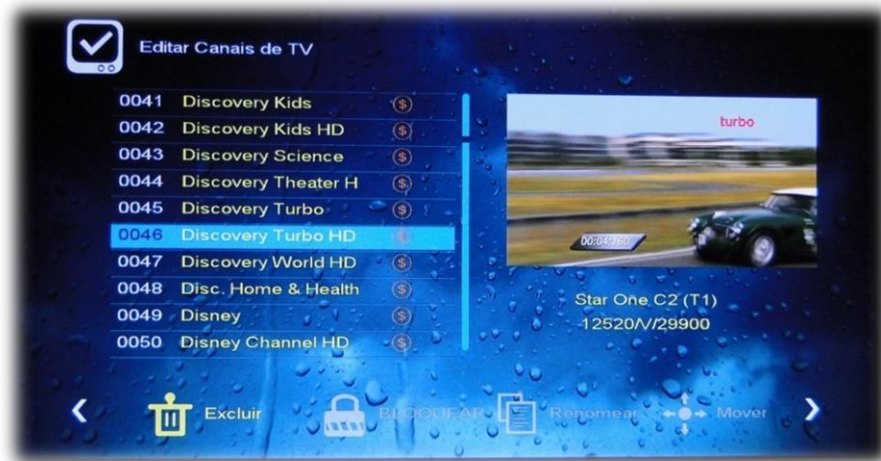 Editar Canais de TV
0041 Discovery Kids $
0042 Discovery Kids HD $
0043 Discovery Science $
0044 Discovery Theater H $
0045 Discovery Turbo $
0046 Discovery Turbo HD $
0047 Discovery World HD $
0048 Disc. Home & Health $
0049 Disney $
0050 Disney Channel HD $
turbo
00:04:160
Star One C2 (T1)
12520/V/29900
Excluir
BLOQUEAR
Renomear
Mover